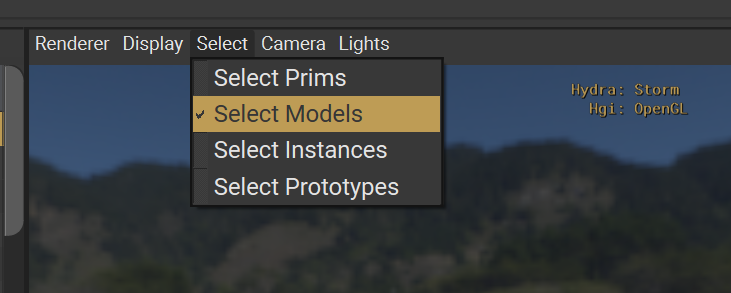 Renderer Display Select Camera Lights
Select Prims
Select Models
Select Instances
Select Prototypes
Hydra: Storm
Hgi: OpenGL